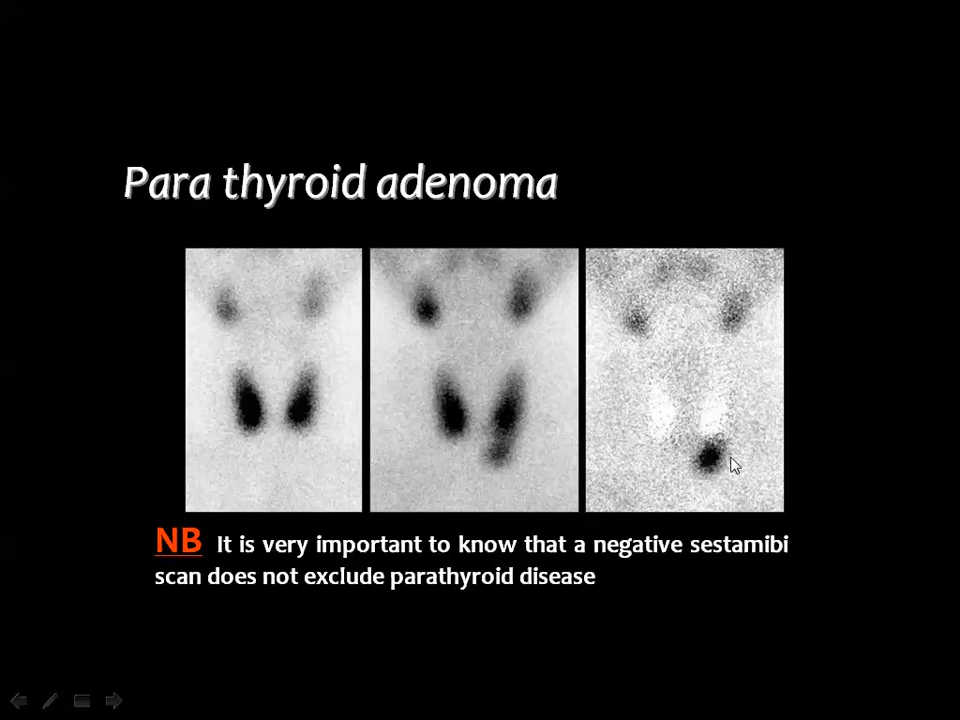 Para thyroid adenoma
NB It is very important to know that a negative sestamibi
scan does not exclude parathyroid disease